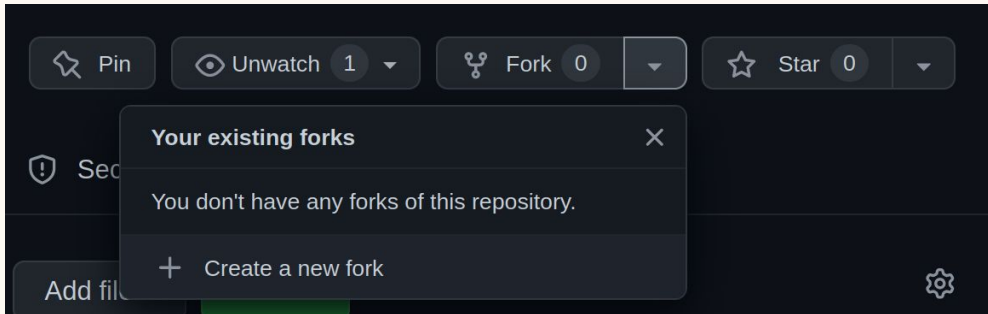 Pin Unwatch 1 Fork 0 Star 0
Your existing forks
You don't have any forks of this repository.
Create a new fork
Add